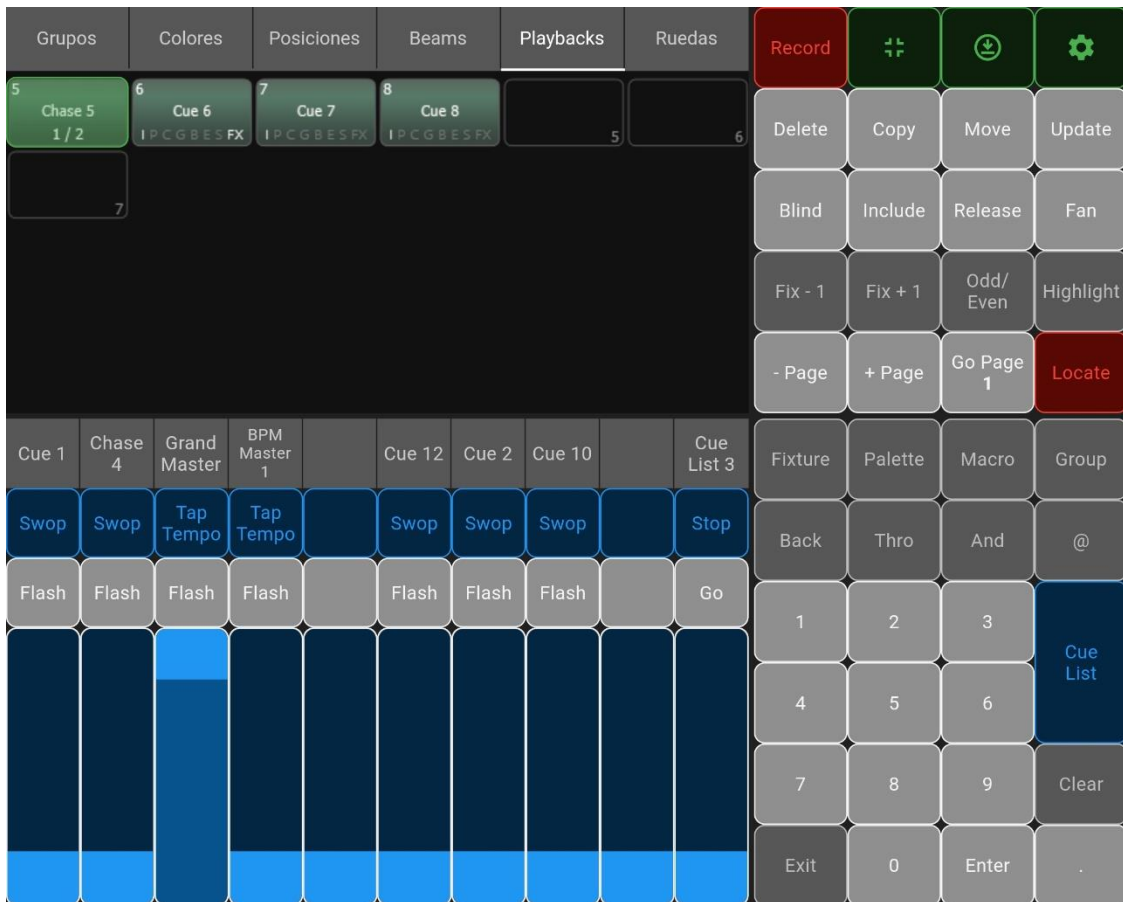 Grupos
Colores
Posiciones
Beams
Playbacks
Ruedas
5
Chase 5
1 / 2
6
Cue 6
I P C G B E S FX
7
Cue 7
I P C G B E S FX
8
Cue 8
I P C G B E S FX
5
6
7
Cue 1
Chase
4
Grand
Master
BPM
Master
1
Cue 12
Cue 2
Cue 10
Cue
List 3
Swop
Swop
Tap
Tempo
Tap
Tempo
Swop
Swop
Swop
Stop
Flash
Flash
Flash
Flash
Flash
Flash
Flash
Go
Record
Delete
Copy
Move
Update
Blind
Include
Release
Fan
Fix - 1
Fix + 1
Odd/
Even
Highlight
- Page
+ Page
Go Page
1
Locate
Fixture
Palette
Macro
Group
Back
Thro
And
@
1
2
3
Cue
List
4
5
6
7
8
9
Clear
Exit
0
Enter
.